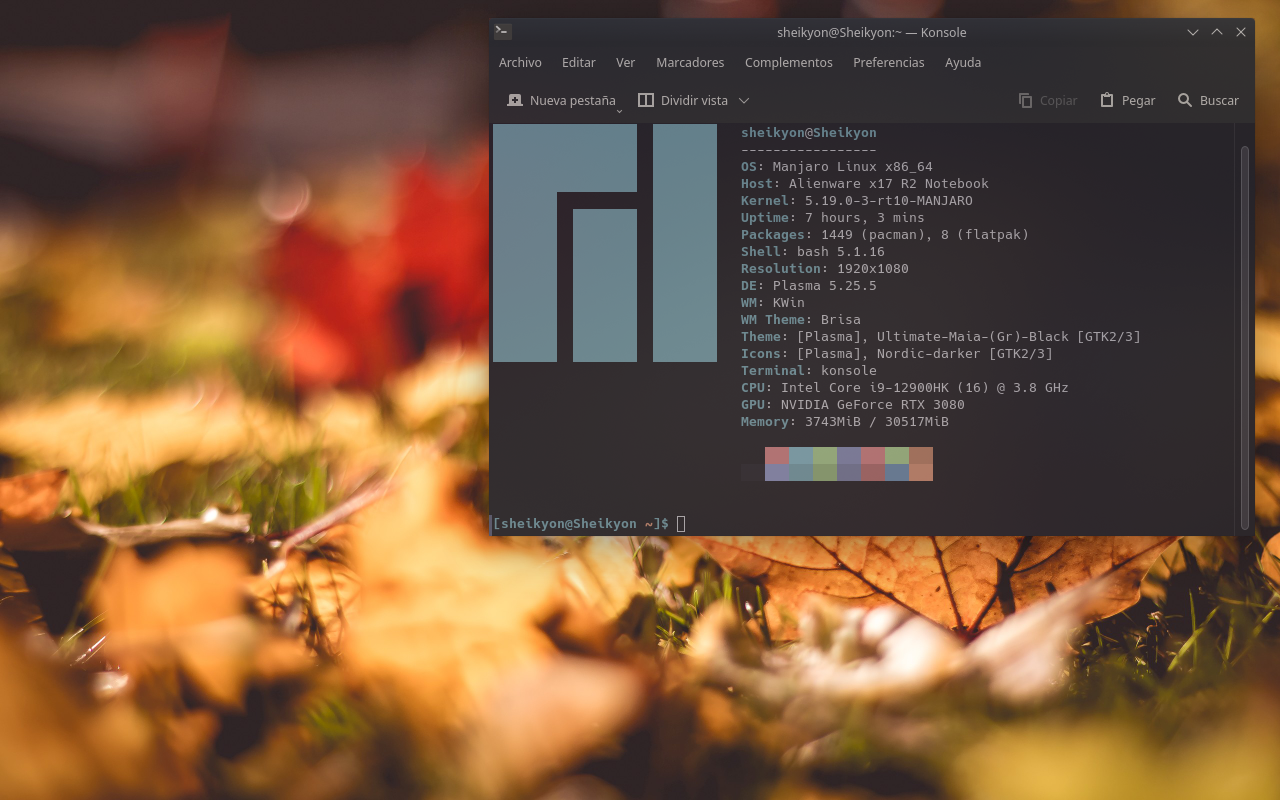 sheikyon@Sheikyon:~ — Konsole
Archivo Editar Ver Marcadores Complementos Preferencias Ayuda
Nueva pestaña Dividir vista Copiar Pegar Buscar
sheikyon@Sheikyon
-----------------
OS: Manjaro Linux x86_64
Host: Alienware x17 R2 Notebook
Kernel: 5.19.0-3-rt10-MANJARO
Uptime: 7 hours, 3 mins
Packages: 1449 (pacman), 8 (flatpak)
Shell: bash 5.1.16
Resolution: 1920x1080
DE: Plasma 5.25.5
WM: KWin
WM Theme: Brisa
Theme: [Plasma], Ultimate-Maia-(Gr)-Black [GTK2/3]
Icons: [Plasma], Nordic-darker [GTK2/3]
Terminal: konsole
CPU: Intel Core i9-12900HK (16) @ 3.8 GHz
GPU: NVIDIA GeForce RTX 3080
Memory: 3743MiB / 30517MiB
[sheikyon@Sheikyon ~]$